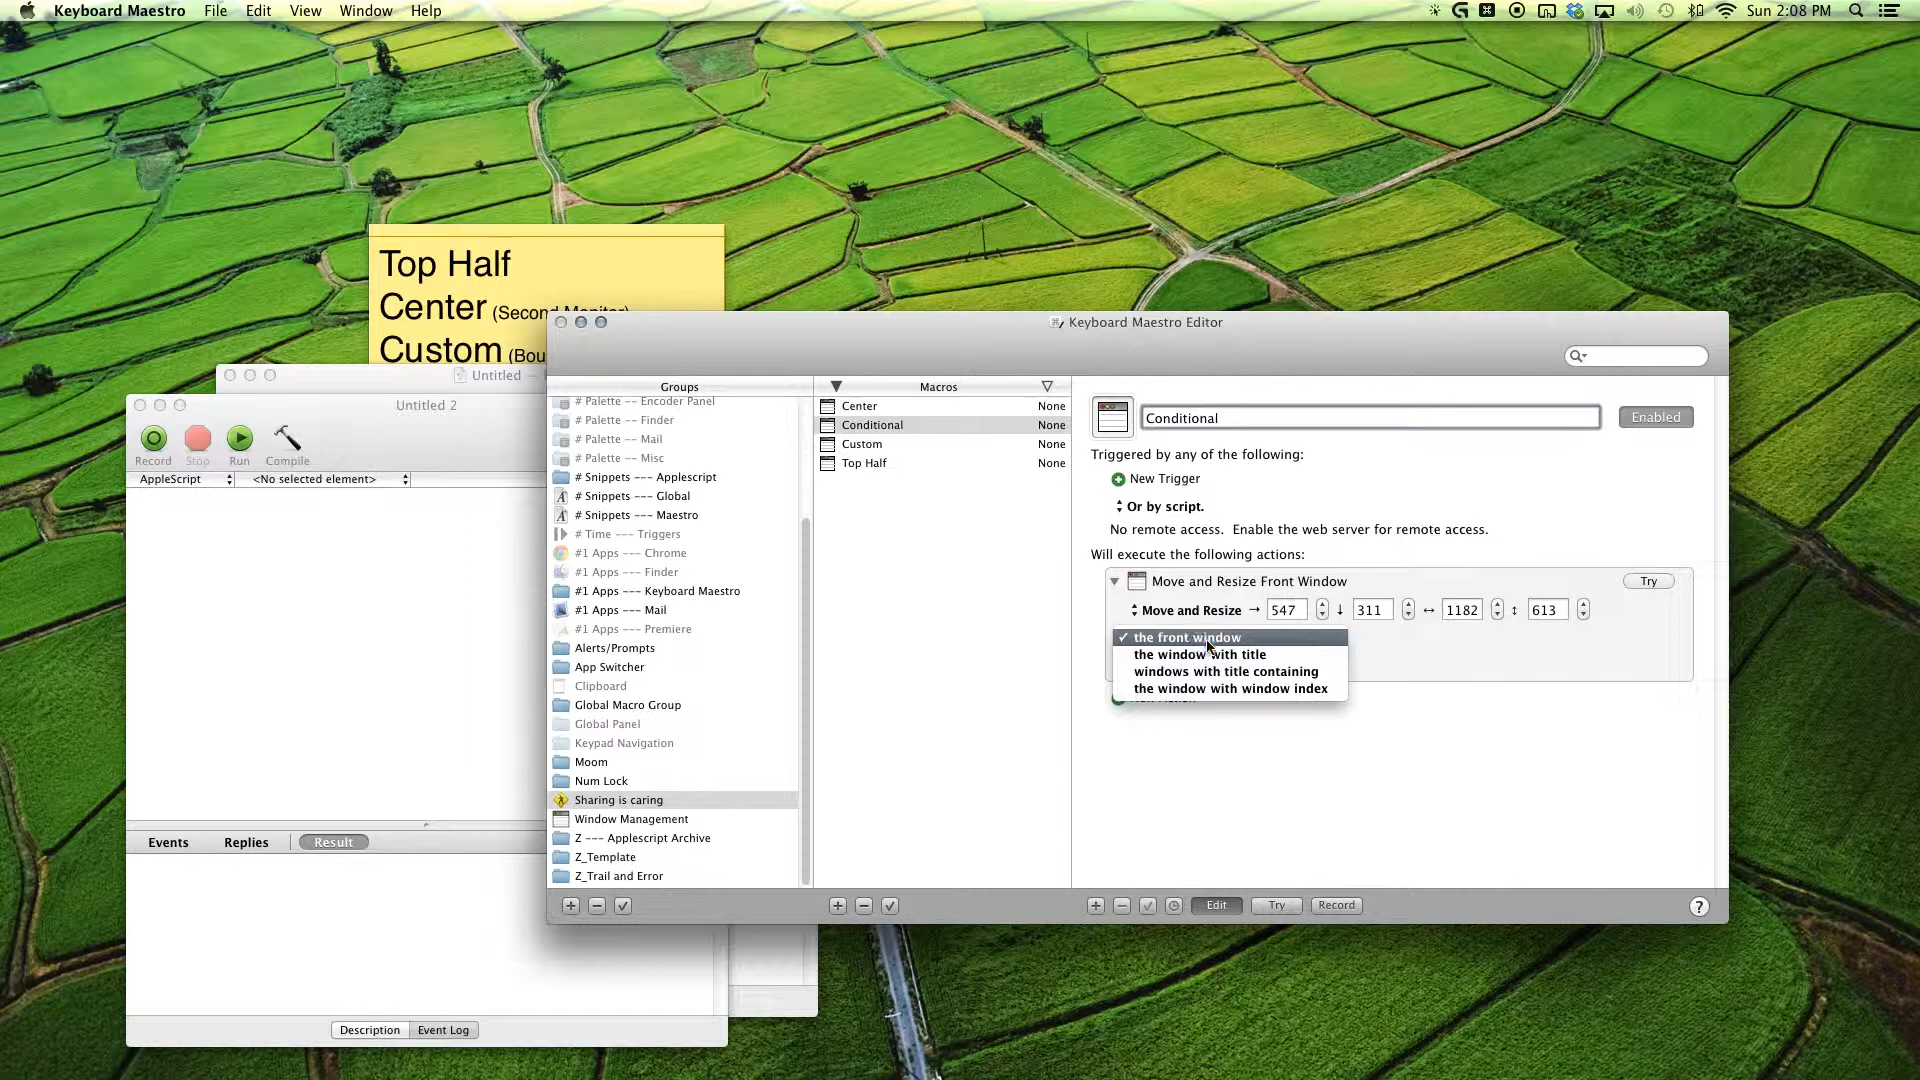 Keyboard Maestro File Edit View Window Help Sun 2:08 PM
Top Half
Center (Second Monitor)
Custom (Bou
Keyboard Maestro Editor
Untitled —
Untitled 2
Record Stop Run Compile
AppleScript <No selected element>
Events Replies Result
Description Event Log
Groups
# Palette -- Encoder Panel
# Palette -- Finder
# Palette -- Mail
# Palette -- Misc
# Snippets --- Applescript
# Snippets --- Global
# Snippets --- Maestro
# Time --- Triggers
#1 Apps --- Chrome
#1 Apps --- Finder
#1 Apps --- Keyboard Maestro
#1 Apps --- Mail
#1 Apps --- Premiere
Alerts/Prompts
App Switcher
Clipboard
Global Macro Group
Global Panel
Keypad Navigation
Moom
Num Lock
Sharing is caring
Window Management
Z --- Applescript Archive
Z_Template
Z_Trail and Error
Macros
Center None
Conditional None
Custom None
Top Half None
Conditional Enabled
Triggered by any of the following:
New Trigger
Or by script.
No remote access. Enable the web server for remote access.
Will execute the following actions:
Move and Resize Front Window Try
Move and Resize → 547 ↓ 311 ↔ 1182 ↕ 613
✓ the front window
the window with title
windows with title containing
the window with window index
Edit Try Record ?